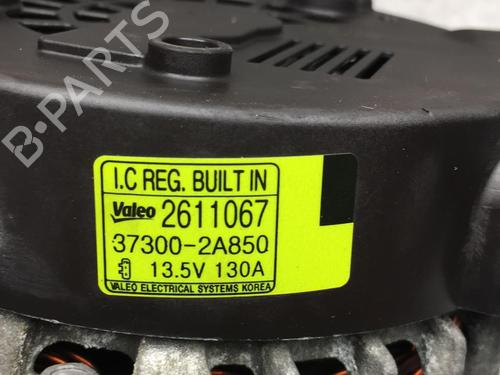 B-PARTS
I.C REG. BUILT IN
Valeo 2611067
37300-2A850
13.5V 130A
VALEO ELECTRICAL SYSTEMS KOREA